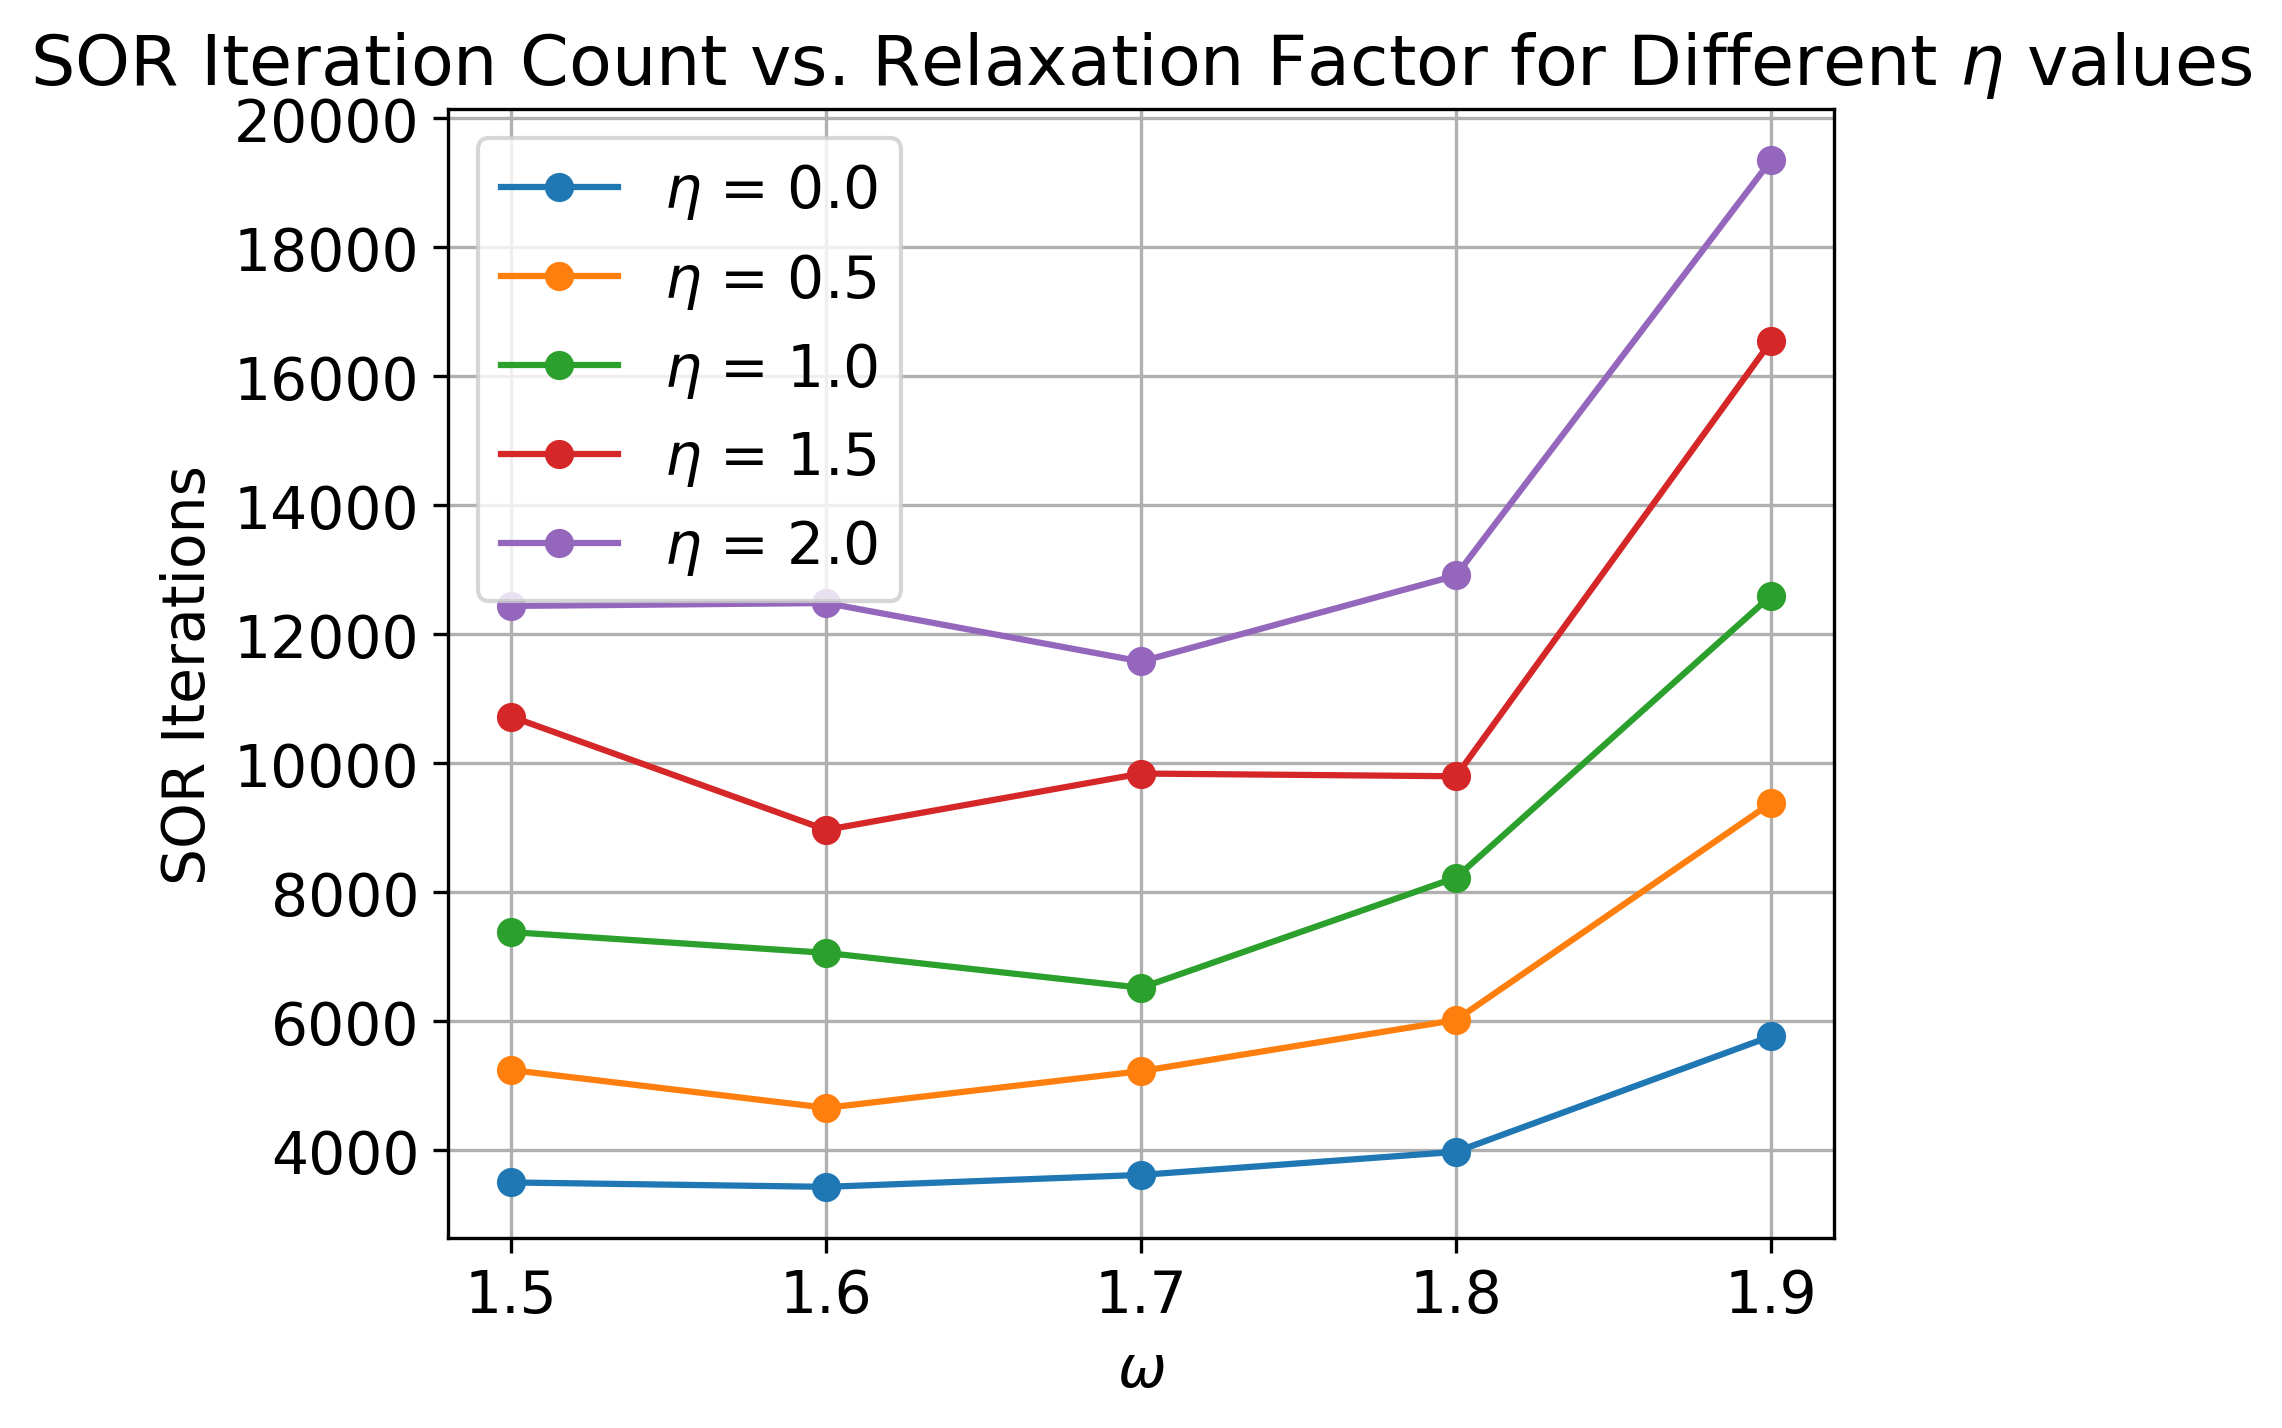 SOR Iteration Count vs. Relaxation Factor for Different η values
20000
18000
16000
14000
12000
10000
8000
6000
4000
SOR Iterations
η = 0.0
η = 0.5
η = 1.0
η = 1.5
η = 2.0
1.5 1.6 1.7 1.8 1.9
ω